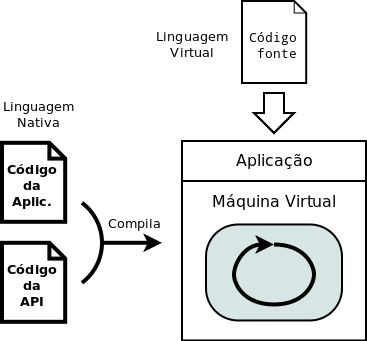 Linguagem
Virtual
Código
fonte
Linguagem
Nativa
Código
da
Aplic.
Compila
Código
da
API
Aplicação
Máquina Virtual